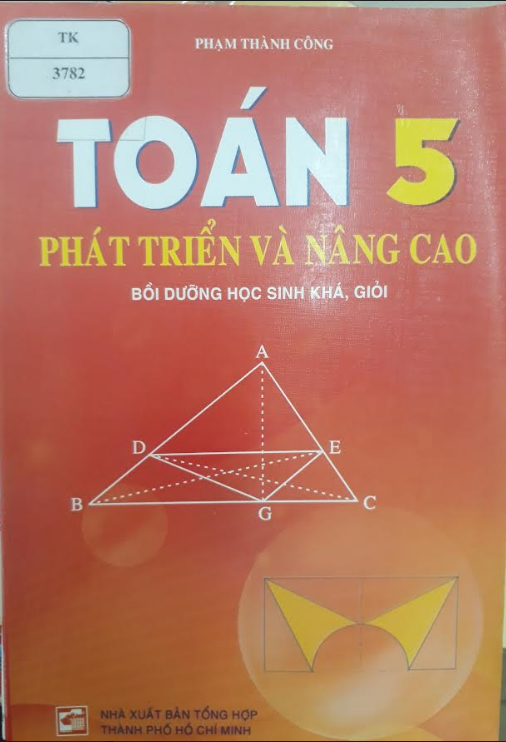 TK
3782
PHẠM THÀNH CÔNG
TOÁN 5
PHÁT TRIỂN VÀ NÂNG CAO
BỒI DƯỠNG HỌC SINH KHÁ, GIỎI
A
D
E
B
G
C
NHÀ XUẤT BẢN TỔNG HỢP
THÀNH PHỐ HỒ CHÍ MINH